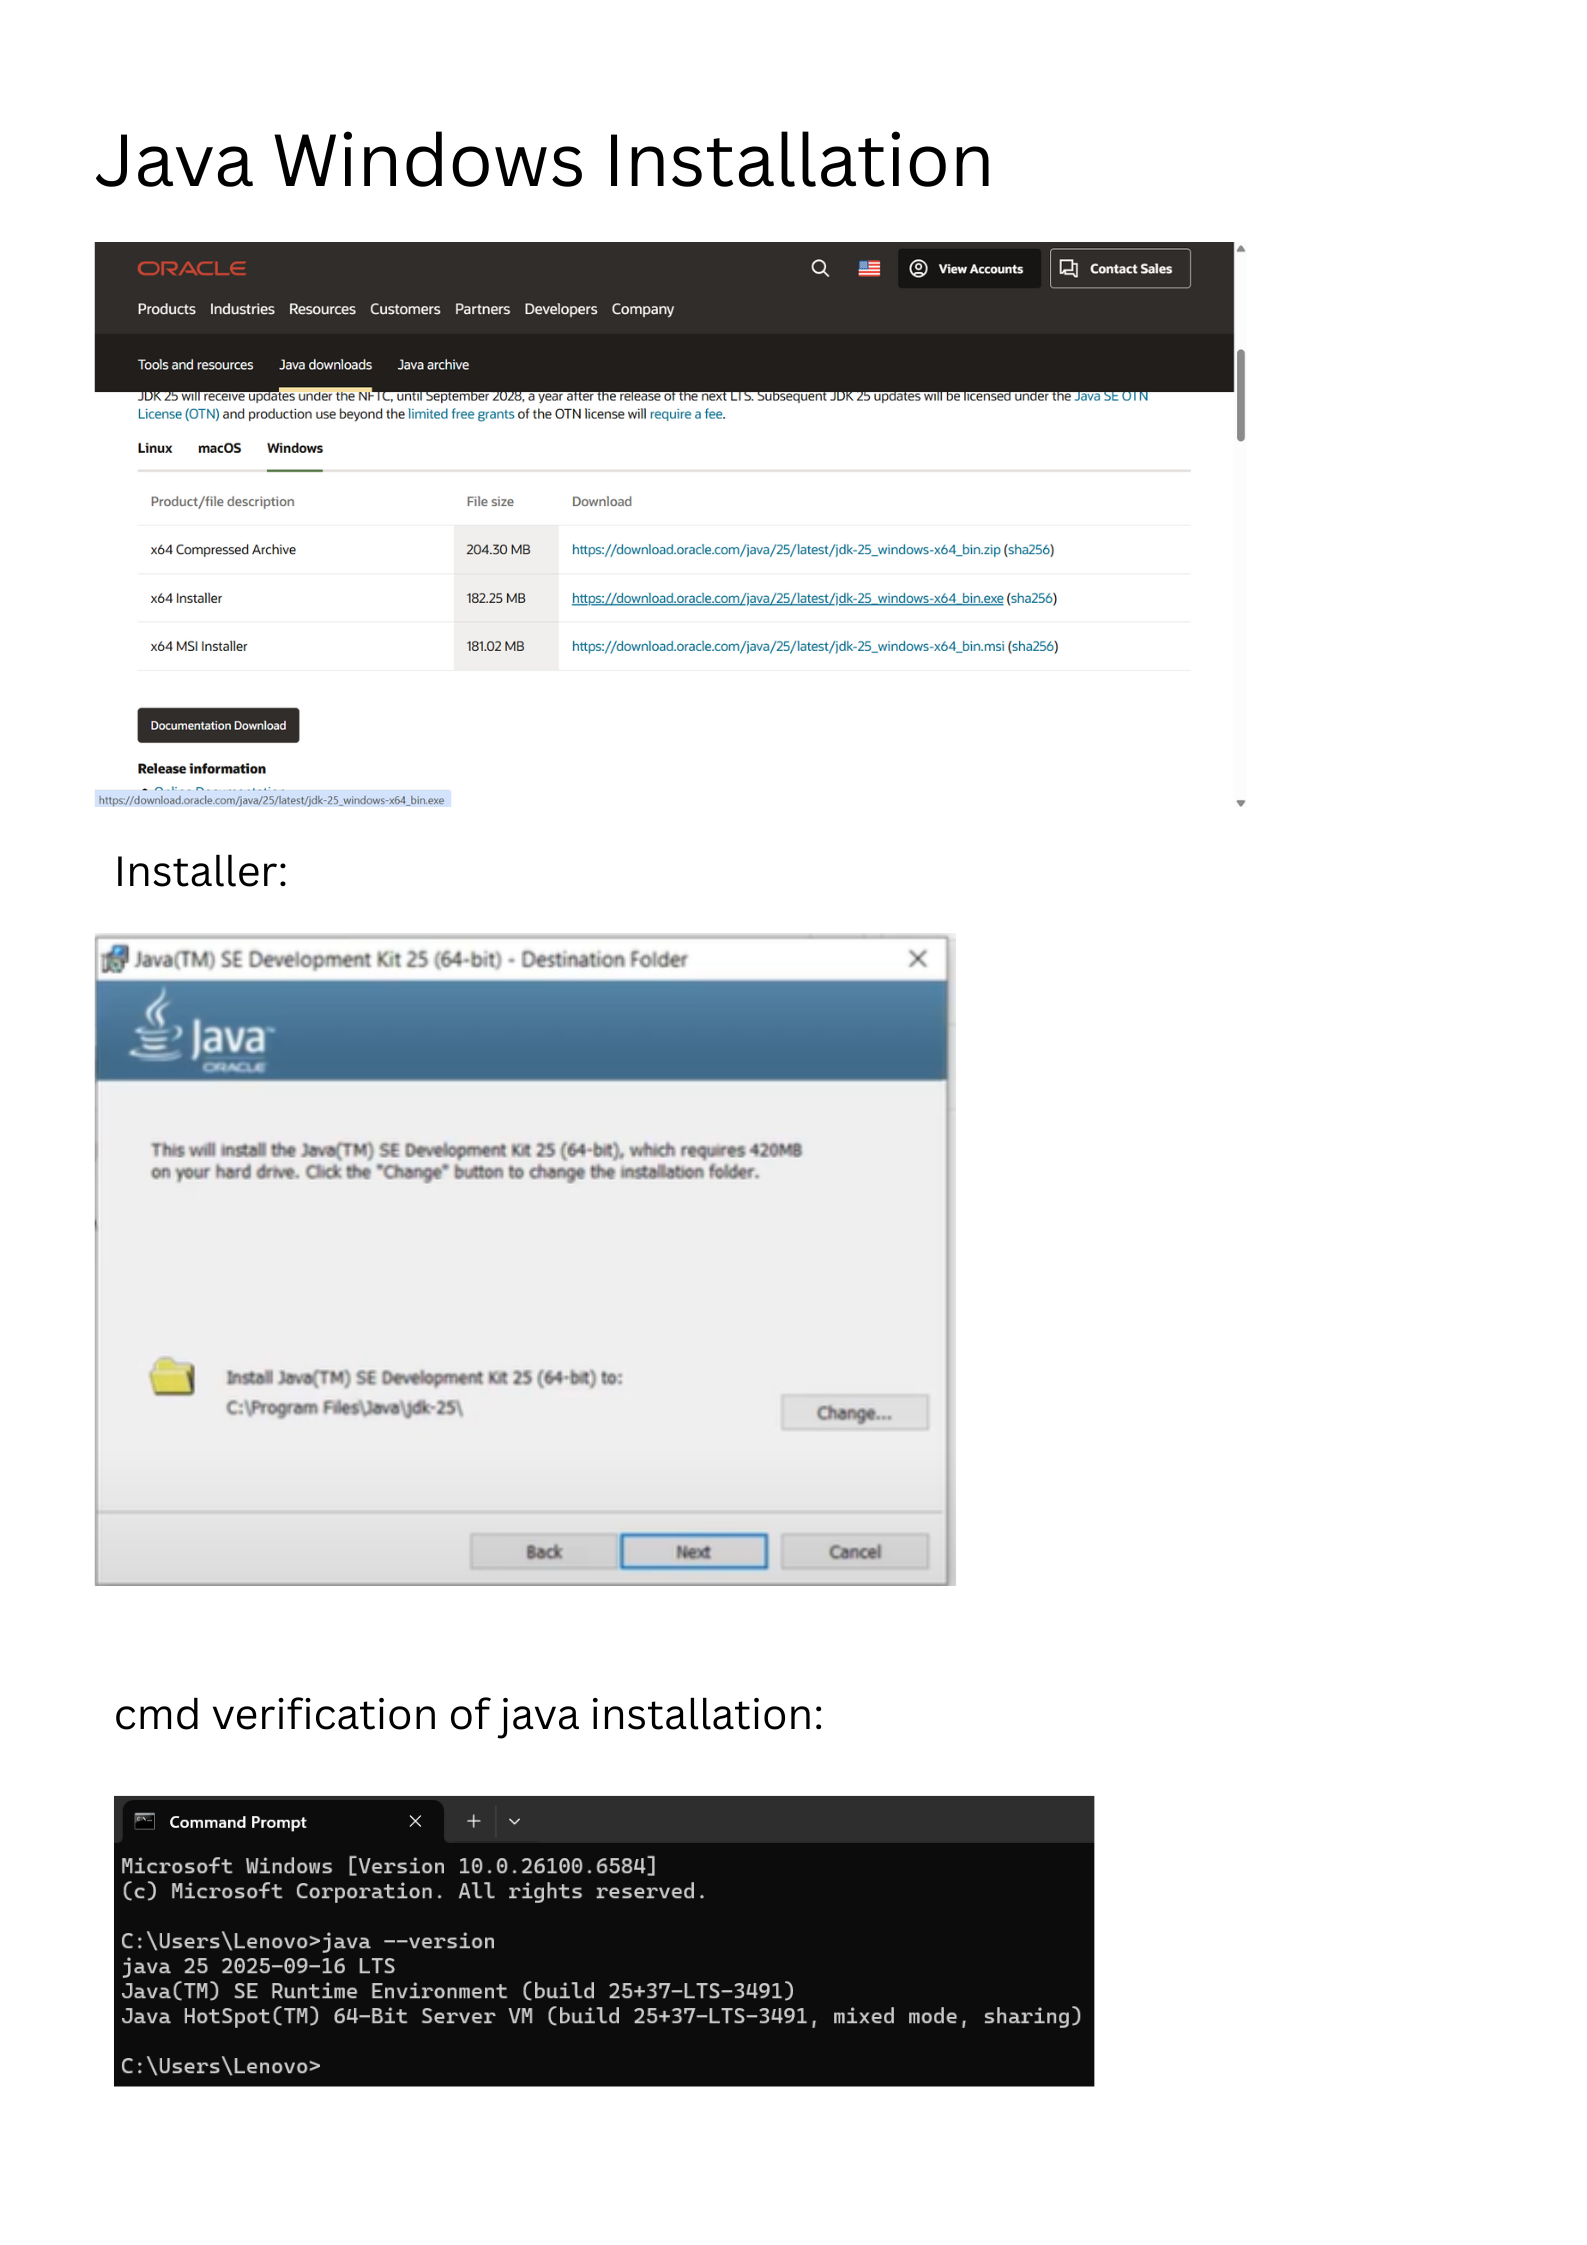 Java Windows Installation
ORACLE
View Accounts
Contact Sales
Products Industries Resources Customers Partners Developers Company
Tools and resources Java downloads Java archive
JDK 25 will receive updates under the NFTC, until September 2028, a year after the release of the next LTS. Subsequent JDK 25 updates will be licensed under the Java SE OTN
License (OTN) and production use beyond the limited free grants of the OTN license will require a fee.
Linux macOS Windows
Product/file description File size Download
x64 Compressed Archive 204.30 MB https://download.oracle.com/java/25/latest/jdk-25_windows-x64_bin.zip (sha256)
x64 Installer 182.25 MB https://download.oracle.com/java/25/latest/jdk-25_windows-x64_bin.exe (sha256)
x64 MSI Installer 181.02 MB https://download.oracle.com/java/25/latest/jdk-25_windows-x64_bin.msi (sha256)
Documentation Download
Release information
Online Documentation
https://download.oracle.com/java/25/latest/jdk-25_windows-x64_bin.exe
Installer:
Java(TM) SE Development Kit 25 (64-bit) - Destination Folder
Java™
ORACLE
This will install the Java(TM) SE Development Kit 25 (64-bit), which requires 420MB
on your hard drive. Click the "Change" button to change the installation folder.
Install Java(TM) SE Development Kit 25 (64-bit) to:
C:\Program Files\Java\jdk-25\
Change...
Back Next Cancel
cmd verification of java installation:
Command Prompt
Microsoft Windows [Version 10.0.26100.6584]
(c) Microsoft Corporation. All rights reserved.
C:\Users\Lenovo>java --version
java 25 2025-09-16 LTS
Java(TM) SE Runtime Environment (build 25+37-LTS-3491)
Java HotSpot(TM) 64-Bit Server VM (build 25+37-LTS-3491, mixed mode, sharing)
C:\Users\Lenovo>